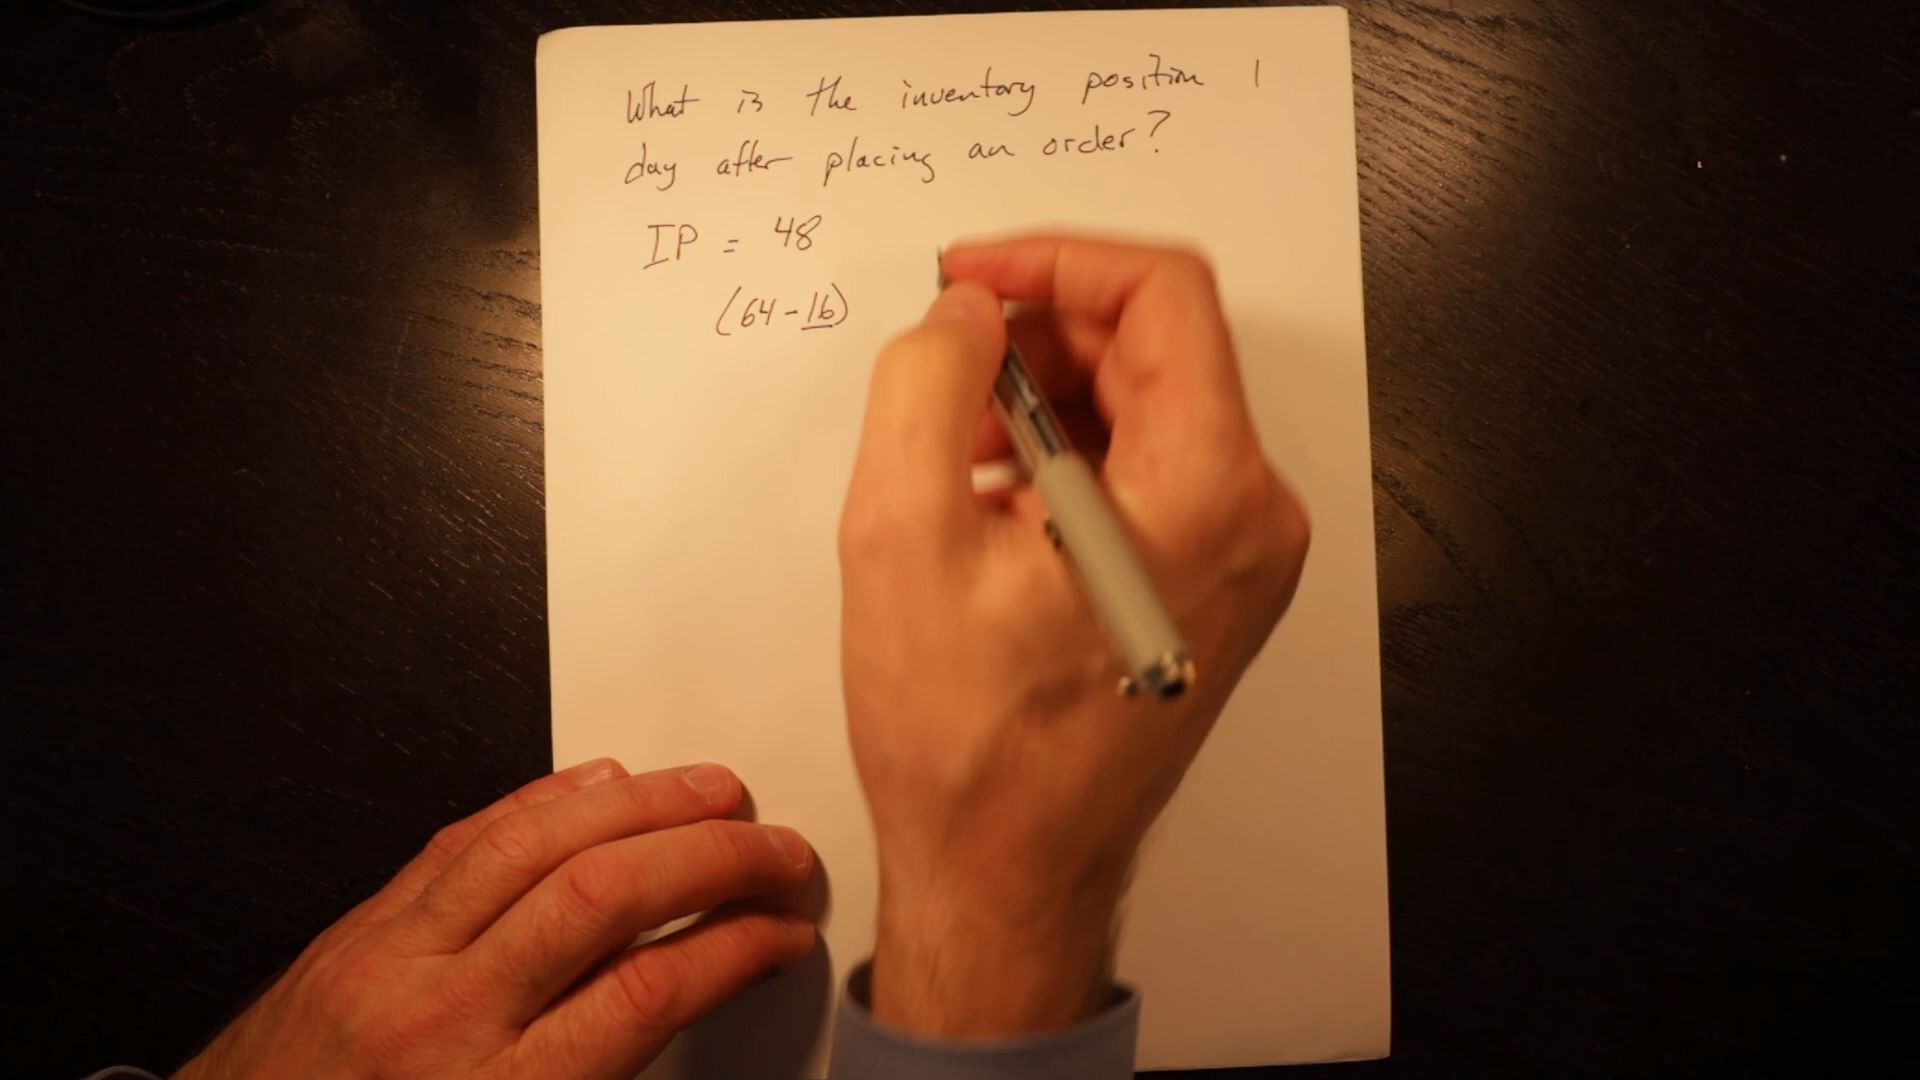 What is the inventory position 1
day after placing an order?
IP = 48
(64-16)